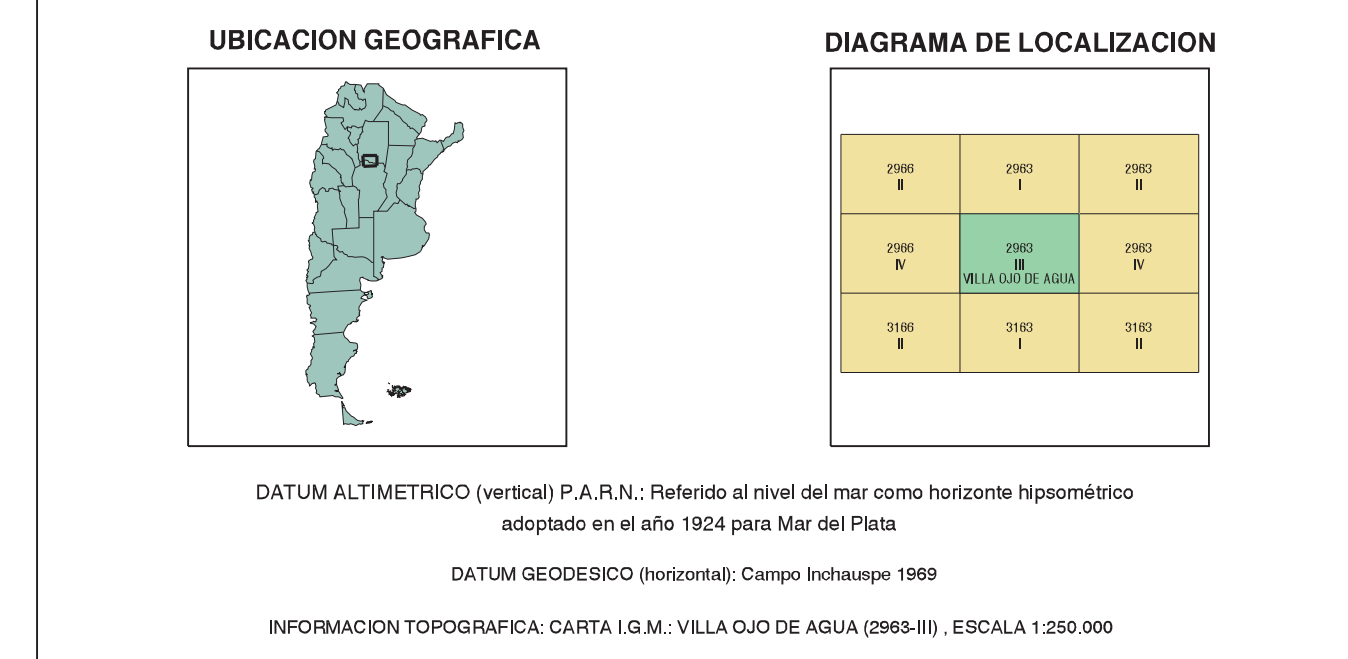 UBICACION GEOGRAFICA
DIAGRAMA DE LOCALIZACION
2966
II
2963
I
2963
II
2966
IV
2963
III
VILLA OJO DE AGUA
2963
IV
3166
II
3163
I
3163
II
DATUM ALTIMETRICO (vertical) P.A.R.N.: Referido al nivel del mar como horizonte hipsométrico
adoptado en el año 1924 para Mar del Plata
DATUM GEODESICO (horizontal): Campo Inchauspe 1969
INFORMACION TOPOGRAFICA: CARTA I.G.M.: VILLA OJO DE AGUA (2963-III) , ESCALA 1:250.000